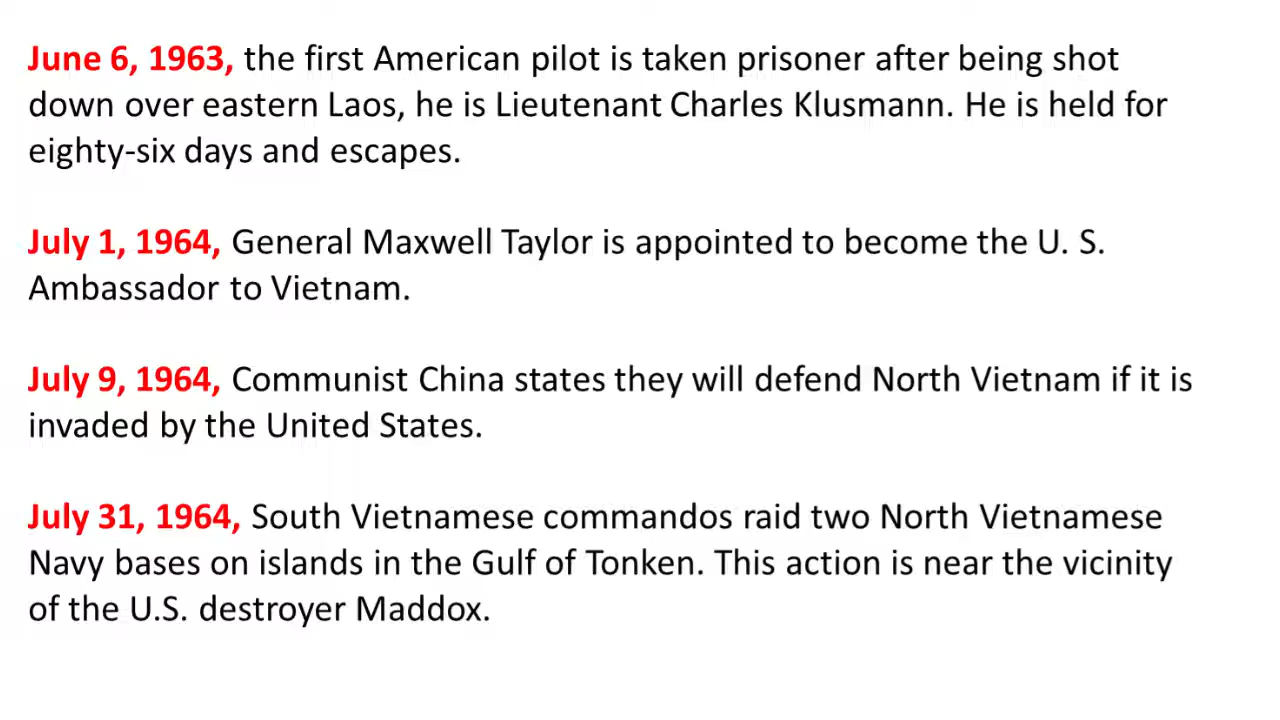 June 6, 1963, the first American pilot is taken prisoner after being shot
down over eastern Laos, he is Lieutenant Charles Klusmann. He is held for
eighty-six days and escapes.
July 1, 1964, General Maxwell Taylor is appointed to become the U. S.
Ambassador to Vietnam.
July 9, 1964, Communist China states they will defend North Vietnam if it is
invaded by the United States.
July 31, 1964, South Vietnamese commandos raid two North Vietnamese
Navy bases on islands in the Gulf of Tonken. This action is near the vicinity
of the U.S. destroyer Maddox.